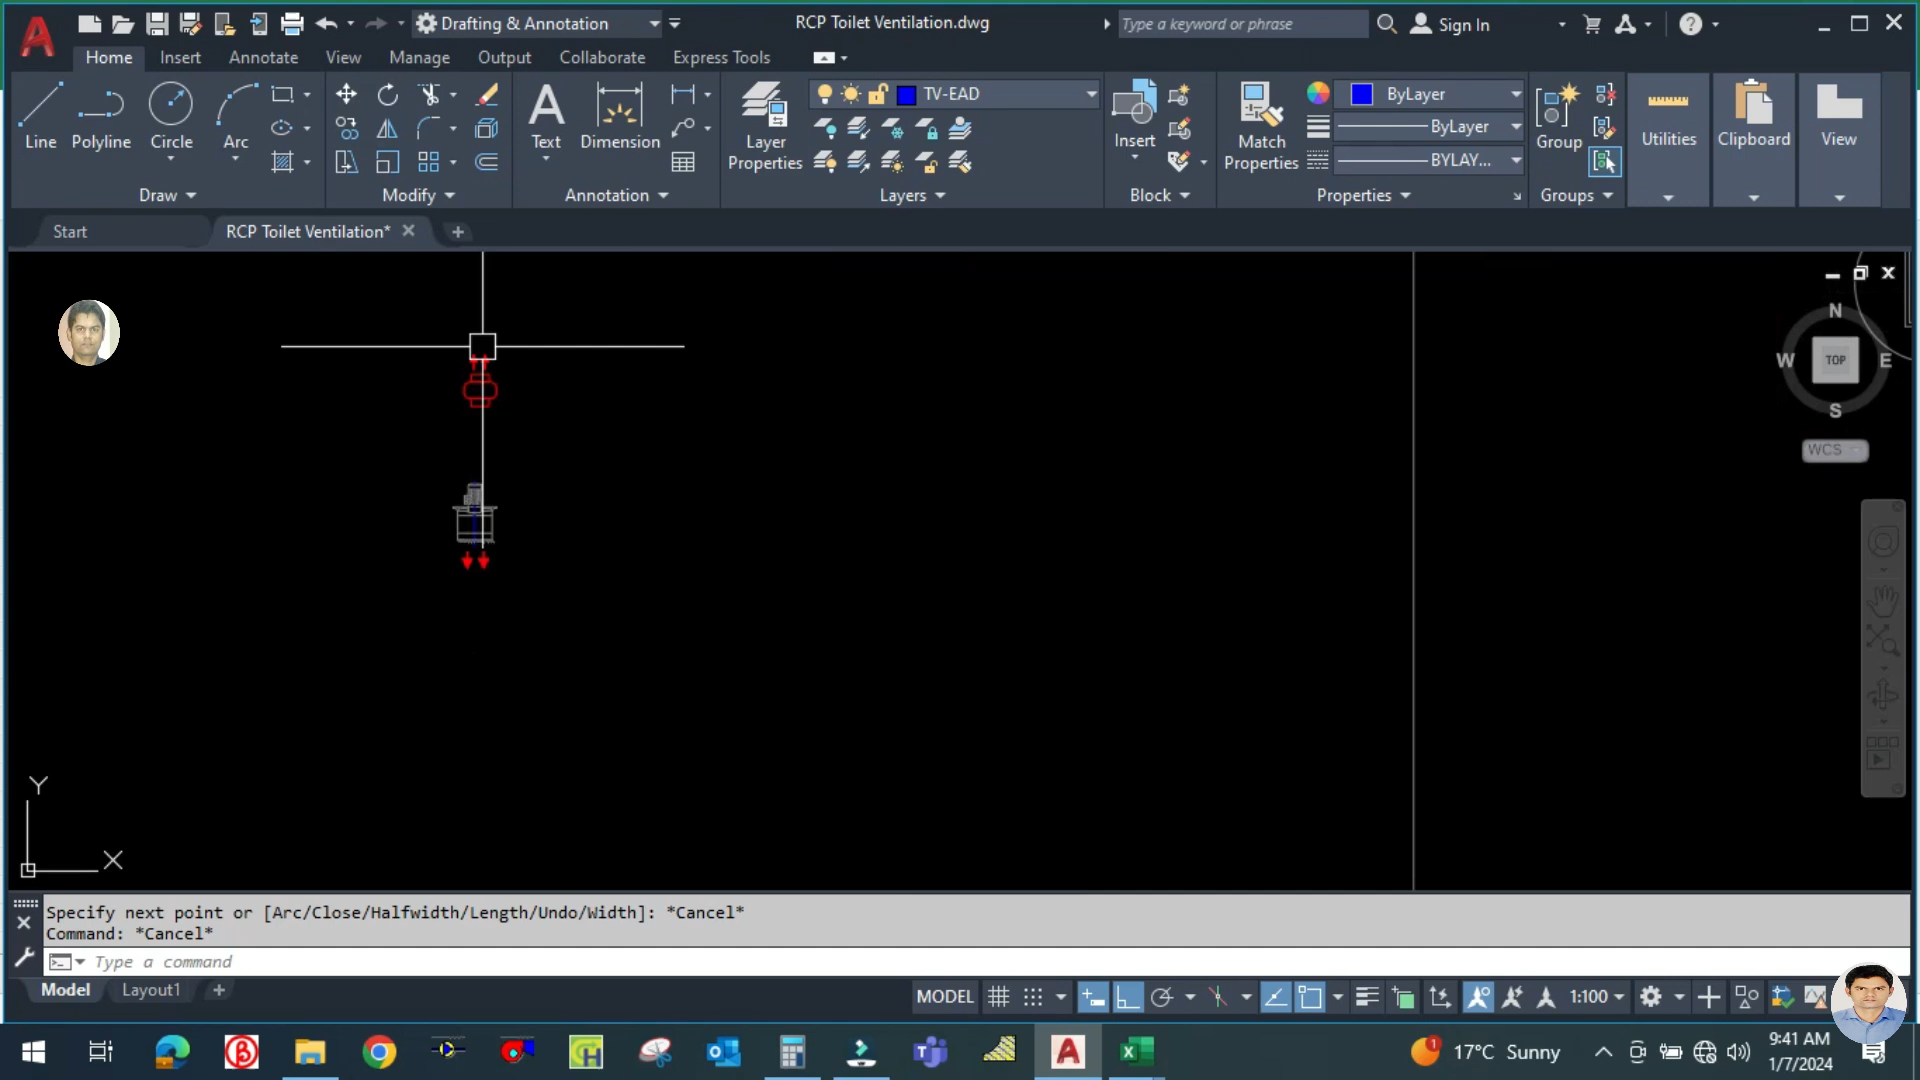 Drafting & Annotation
RCP Toilet Ventilation.dwg
Type a keyword or phrase
Sign In
Home
Insert
Annotate
View
Manage
Output
Collaborate
Express Tools
Line
Polyline
Circle
Arc
Text
Dimension
Layer
Properties
TV-EAD
Insert
Match
Properties
ByLayer
ByLayer
BYLAY...
Group
Utilities
Clipboard
View
Draw
Modify
Annotation
Layers
Block
Properties
Groups
Start
RCP Toilet Ventilation*
N
W
TOP
E
S
WCS
Y
X
Specify next point or [Arc/Close/Halfwidth/Length/Undo/Width]: *Cancel*
Command: *Cancel*
Type a command
Model
Layout1
MODEL
1:100
17°C Sunny
9:41 AM
1/7/2024